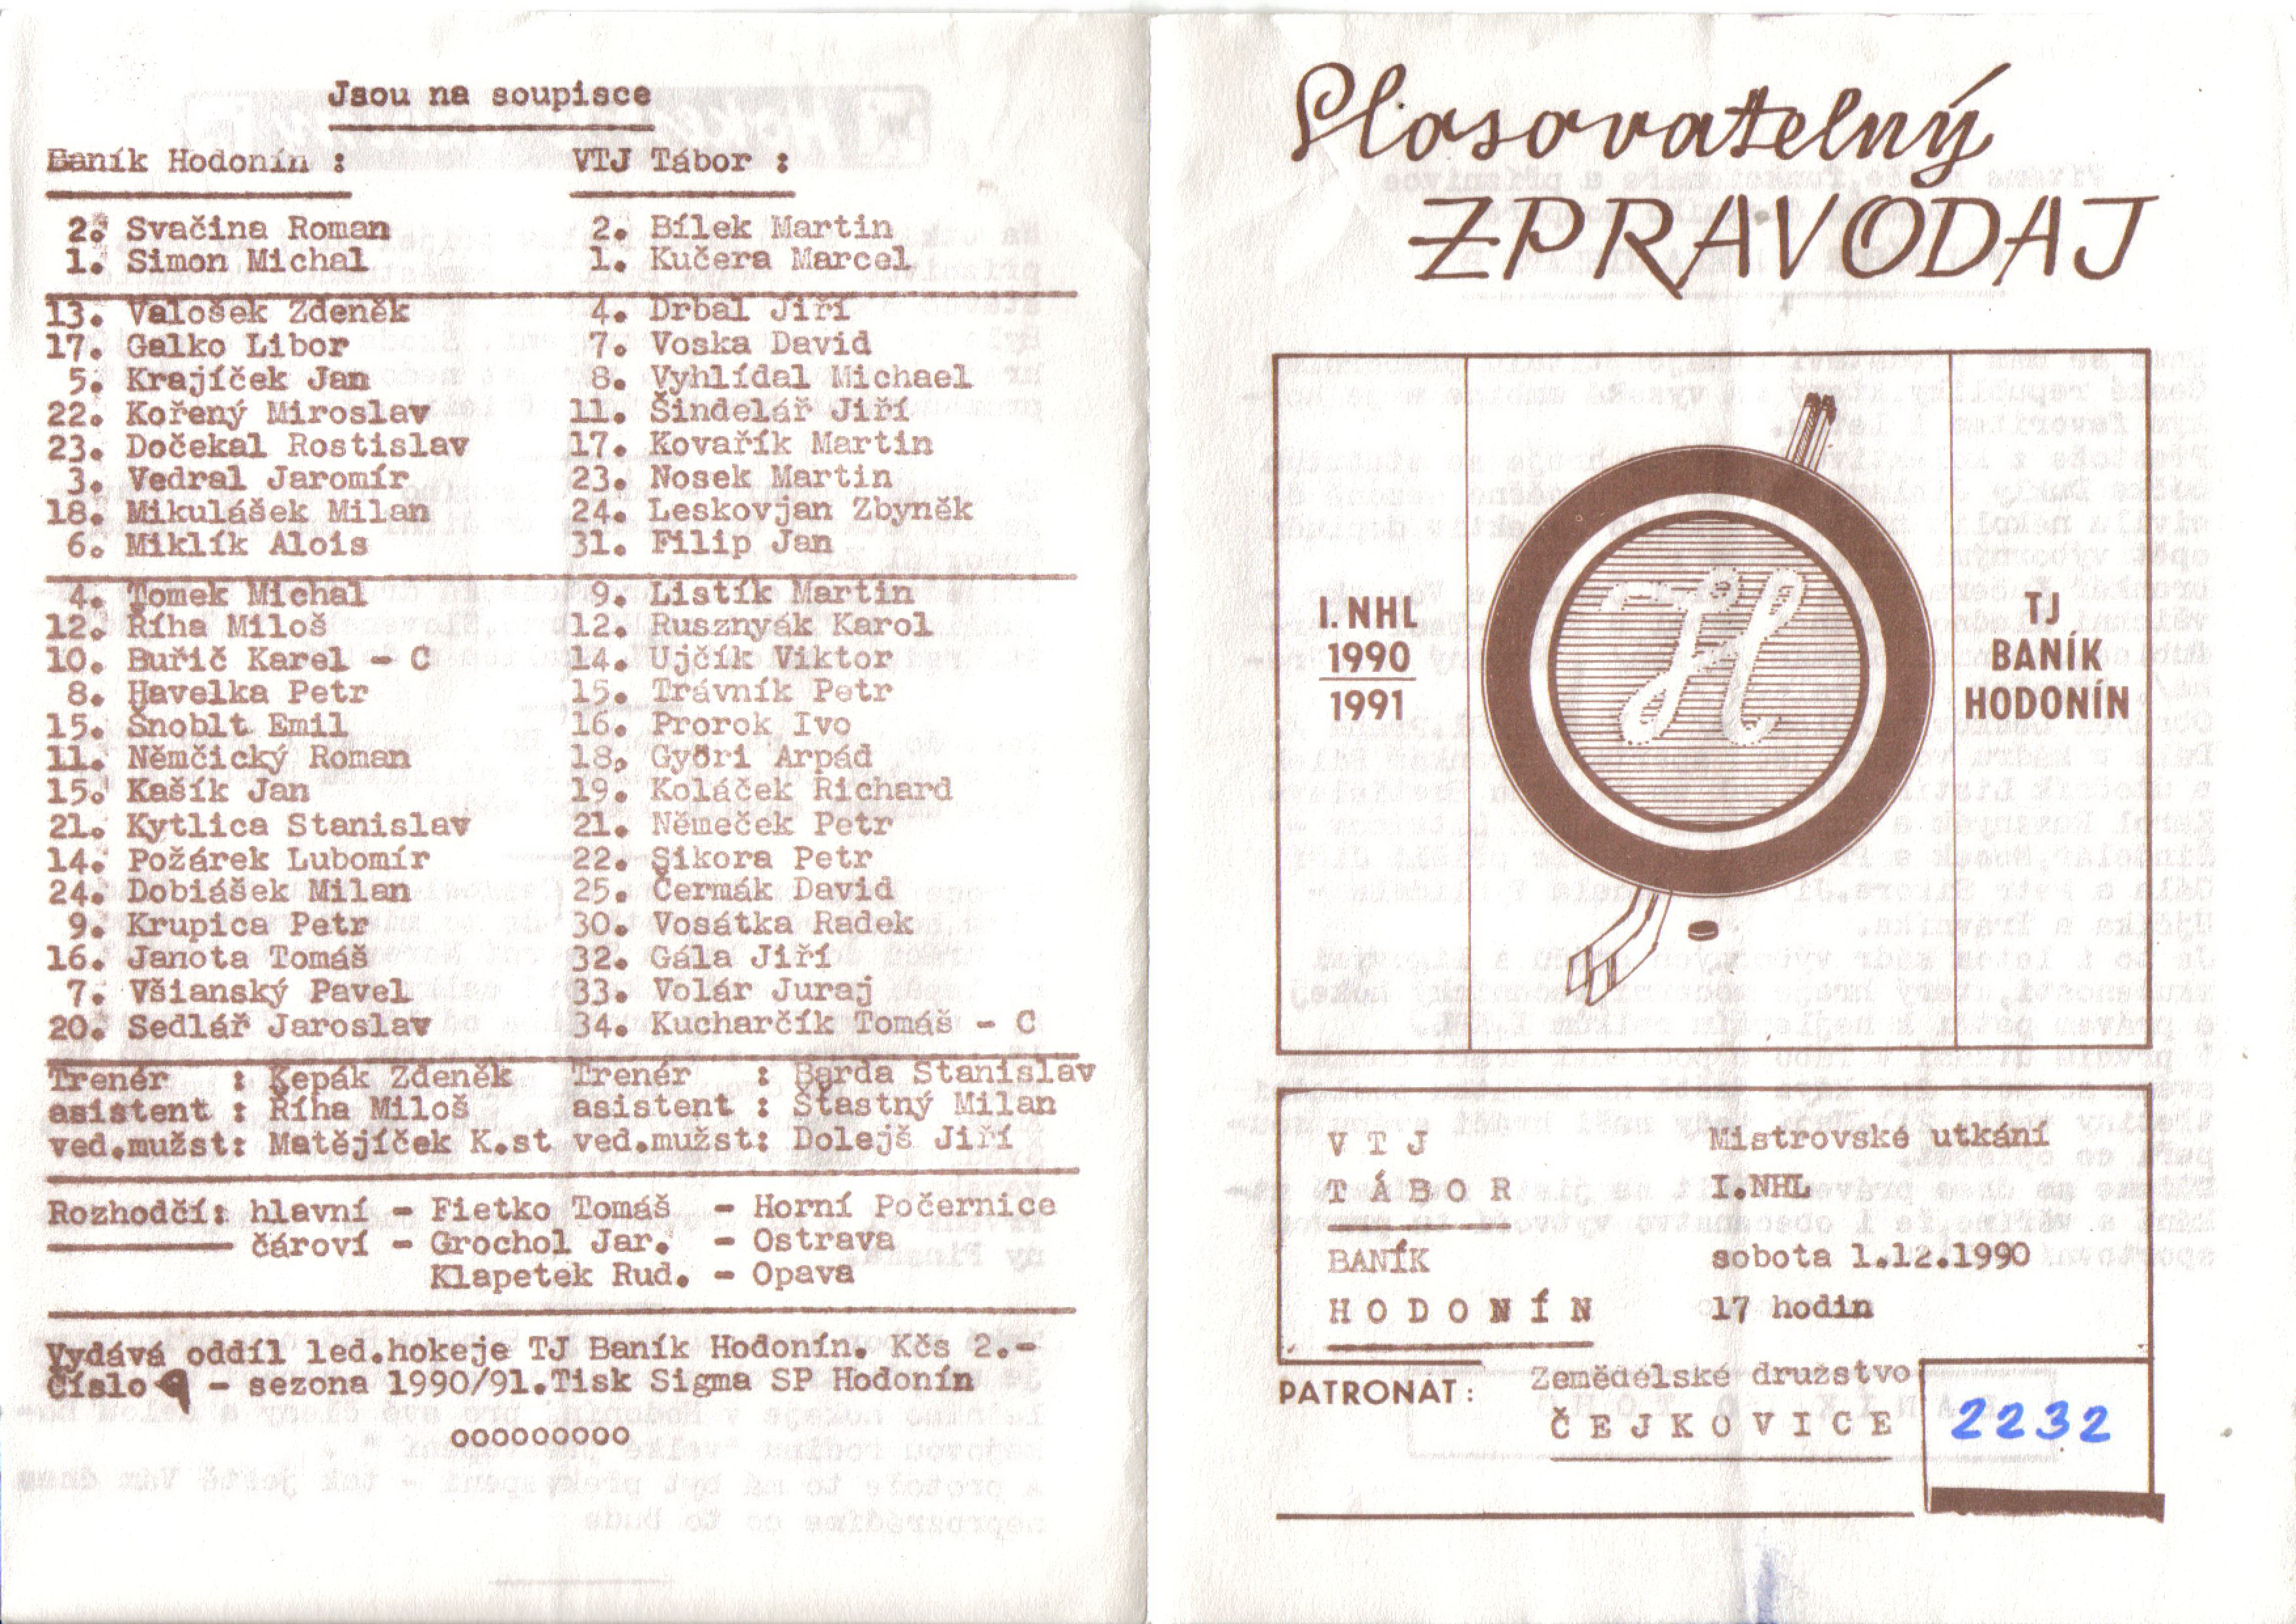 Jsou na soupisce
Baník Hodonín : VTJ Tábor :
2. Svačina Roman 2. Bílek Martin
1. Simon Michal 1. Kučera Marcel
13. Valošek Zdeněk 4. Drbal Jiří
17. Galko Libor 7. Voska David
5. Krajíček Jan 8. Vyhlídal Michael
22. Kořený Miroslav 11. Šindelář Jiří
23. Dočekal Rostislav 17. Kovařík Martin
3. Vedral Jaromír 23. Nosek Martin
18. Mikulášek Milan 24. Leskovjan Zbyněk
6. Miklík Alois 31. Filip Jan
4. Tomek Michal 9. Listík Martin
12. Říha Miloš 12. Rusznyák Karol
10. Buřič Karel - C 14. Ujčík Viktor
8. Havelka Petr 15. Trávník Petr
15. Šnoblt Emil 16. Prorok Ivo
11. Němčický Roman 18. Györi Arpád
15. Kašík Jan 19. Koláček Richard
21. Kytlica Stanislav 21. Němeček Petr
14. Požárek Lubomír 22. Sikora Petr
24. Dobiášek Milan 25. Čermák David
9. Krupica Petr 30. Vosátka Radek
16. Janota Tomáš 32. Gála Jiří
7. Všianský Pavel 33. Volár Juraj
20. Sedlář Jaroslav 34. Kucharčík Tomáš - C
Trenér : Kepák Zdeněk Trenér : Barda Stanislav
asistent : Říha Miloš asistent : Šťastný Milan
ved.mužst: Matějíček K.st ved.mužst: Dolejš Jiří
Rozhodčí: hlavní - Fietko Tomáš - Horní Počernice
čároví - Grochol Jar. - Ostrava
Klapetek Rud. - Opava
Vydává oddíl led.hokeje TJ Baník Hodonín. Kčs 2.-
Číslo 9 - sezona 1990/91.Tisk Sigma SP Hodonín
ooooooooo
Slosovatelný
ZPRAVODAJ
I. NHL
1990
1991
H
TJ
BANÍK
HODONÍN
VTJ Mistrovské utkání
TÁBOR I.NHL
BANÍK sobota 1.12.1990
HODONÍN 17 hodin
PATRONAT: Zemědělské družstvo
ČEJKOVICE
2232